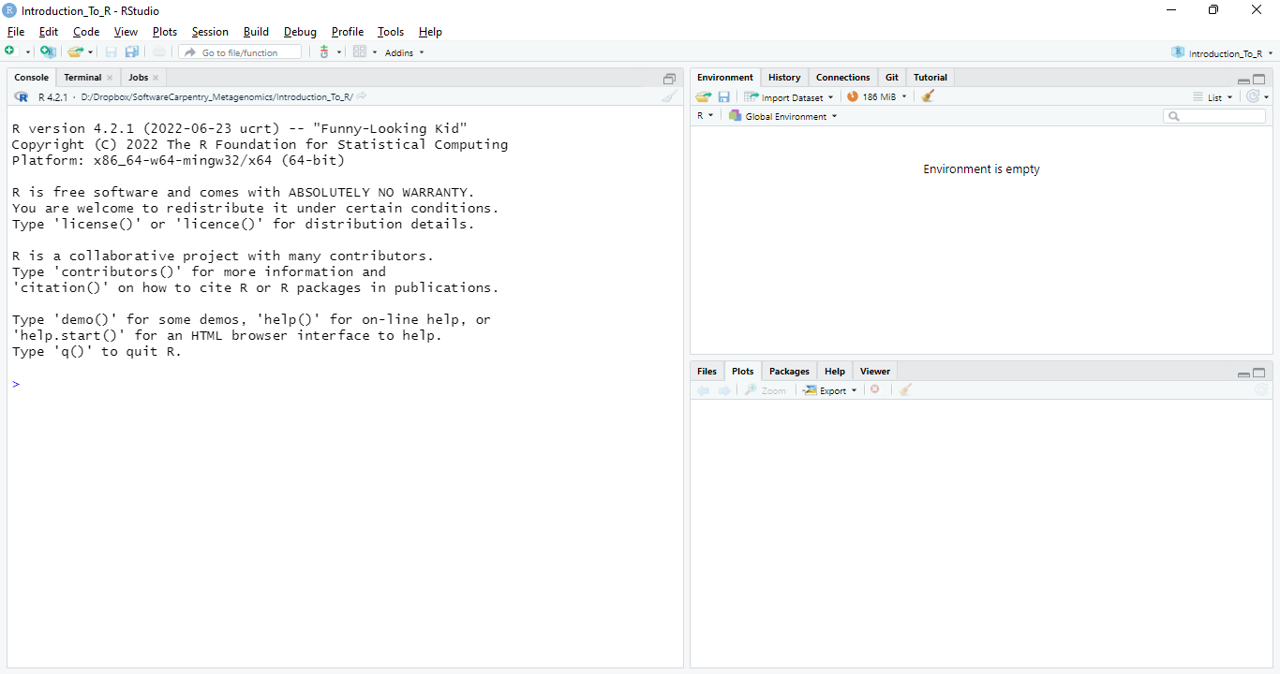 Introduction_To_R - RStudio
File Edit Code View Plots Session Build Debug Profile Tools Help
Go to file/function Addins Introduction_To_R
Console Terminal Jobs
R 4.2.1 · D:/Dropbox/SoftwareCarpentry_Metagenomics/Introduction_To_R/
R version 4.2.1 (2022-06-23 ucrt) -- "Funny-Looking Kid"
Copyright (C) 2022 The R Foundation for Statistical Computing
Platform: x86_64-w64-mingw32/x64 (64-bit)
R is free software and comes with ABSOLUTELY NO WARRANTY.
You are welcome to redistribute it under certain conditions.
Type 'license()' or 'licence()' for distribution details.
R is a collaborative project with many contributors.
Type 'contributors()' for more information and
'citation()' on how to cite R or R packages in publications.
Type 'demo()' for some demos, 'help()' for on-line help, or
'help.start()' for an HTML browser interface to help.
Type 'q()' to quit R.
>
Environment History Connections Git Tutorial
Import Dataset 186 MiB List
R Global Environment
Environment is empty
Files Plots Packages Help Viewer
Zoom Export